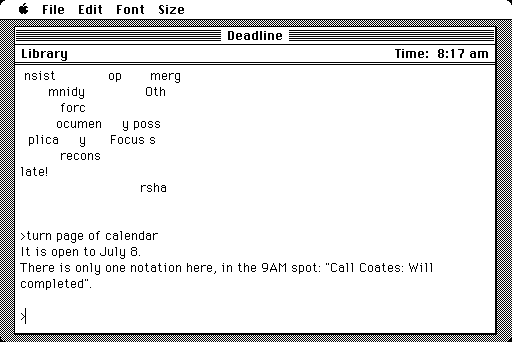 File Edit Font Size
Deadline
Library Time: 8:17 am
nsist op merg
mnidy 0th
forc
ocumen y poss
plica y Focus s
recons
late!
rsha
>turn page of calendar
It is open to July 8.
There is only one notation here, in the 9AM spot: "Call Coates: Will
completed".
>